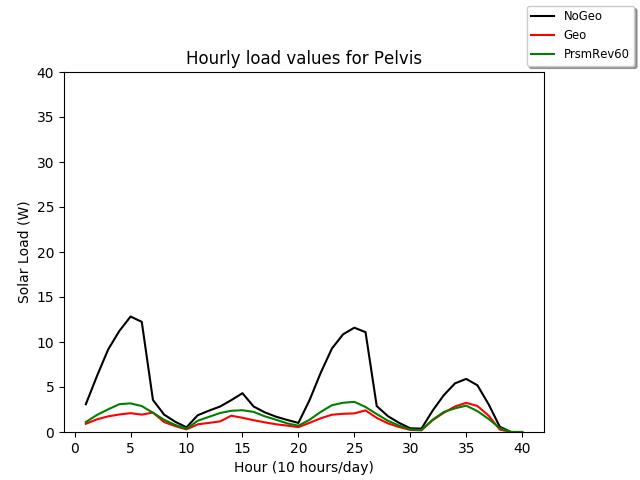 NoGeo
Geo
PrsmRev60
Hourly load values for Pelvis
40
35
30
25
20
15
10
5
0
Solar Load (W)
0 5 10 15 20 25 30 35 40
Hour (10 hours/day)